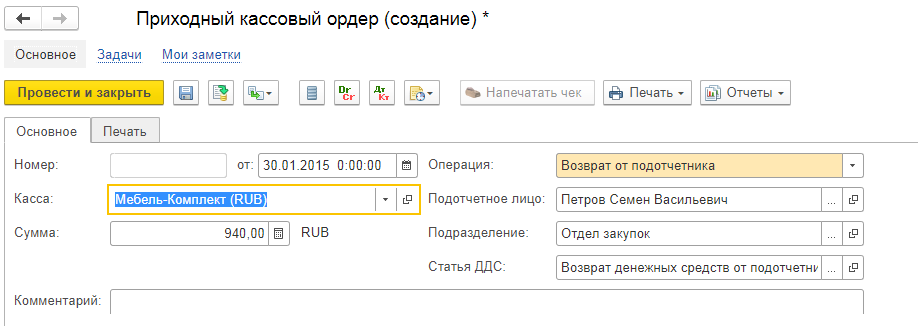 Приходный кассовый ордер (создание) *
Основное Задачи Мои заметки
Провести и закрыть Dr Cr Дт Кт Напечатать чек Печать Отчеты
Основное Печать
Номер: от: 30.01.2015 0:00:00 Операция: Возврат от подотчетника
Касса: Мебель-Комплект (RUB) Подотчетное лицо: Петров Семен Васильевич ...
Сумма: 940,00 RUB Подразделение: Отдел закупок ...
Статья ДДС: Возврат денежных средств от подотчетни ...
Комментарий: